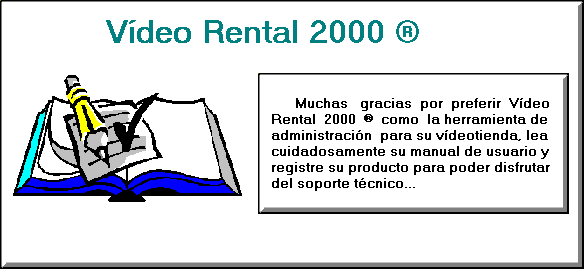 Vídeo Rental 2000 ®
Muchas gracias por preferir Vídeo
Rental 2000 ® como la herramienta de
administración para su vídeotienda, lea
cuidadosamente su manual de usuario y
registre su producto para poder disfrutar
del soporte técnico...